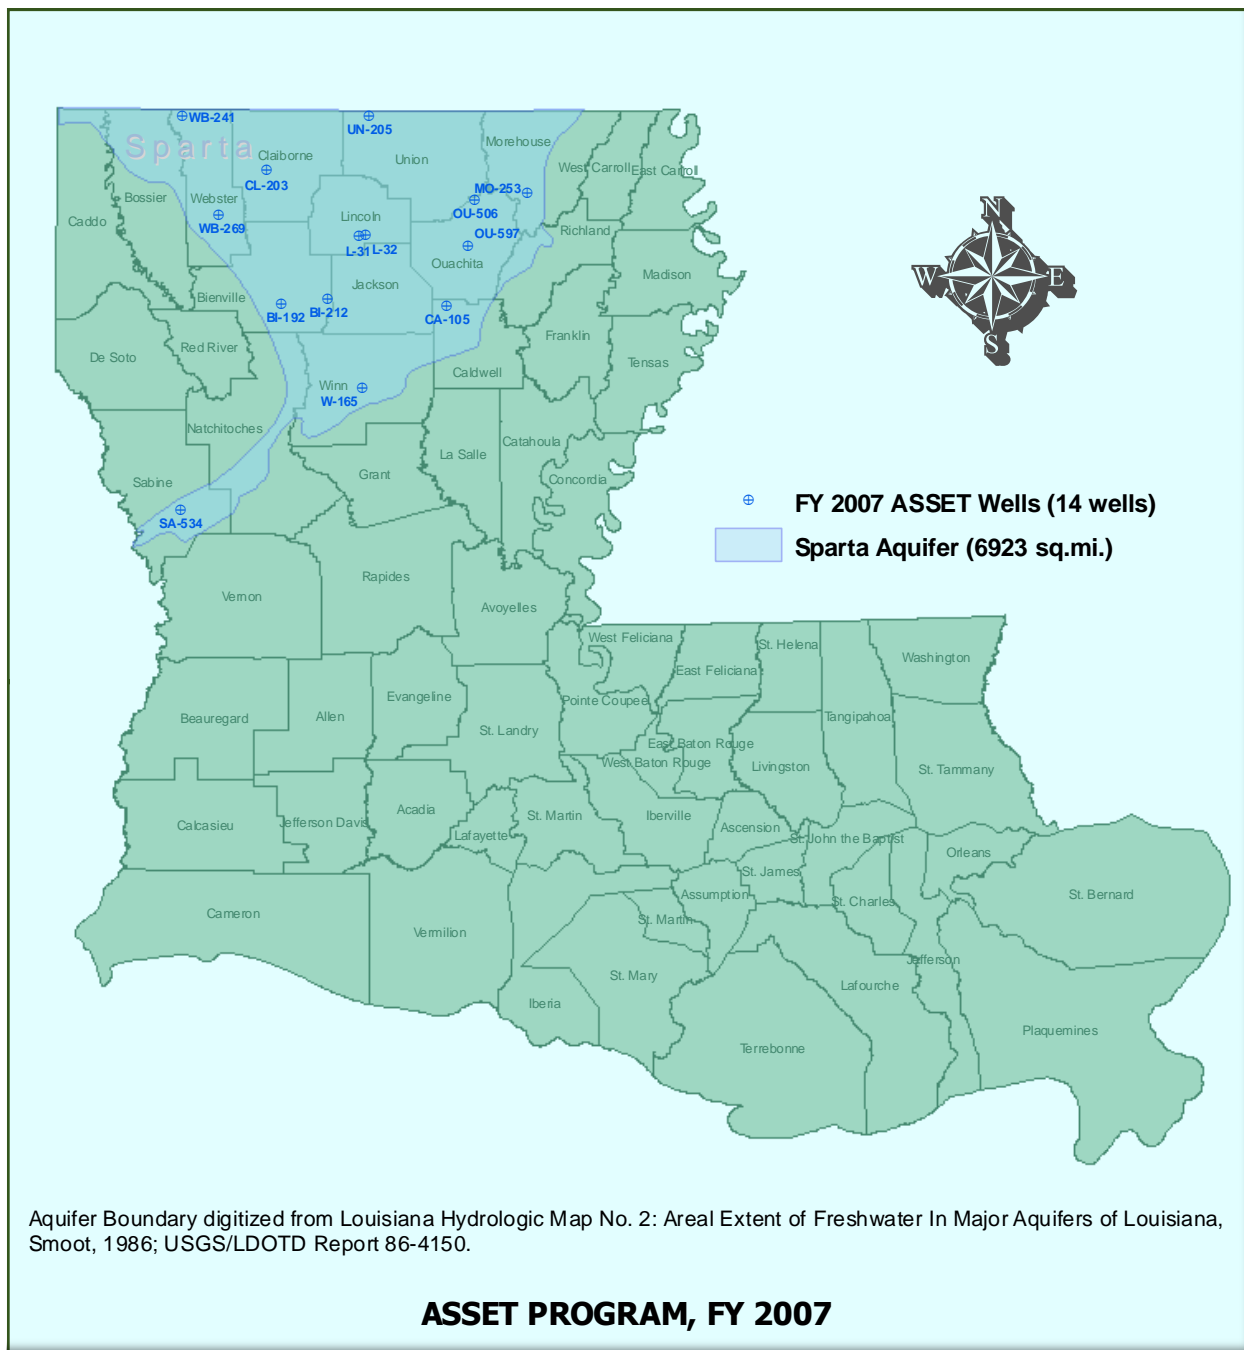 WB-241
UN-205
Sparta
Morehouse
Claiborne
Union
West Carroll
East Carroll
CL-203
MO-253
Bossier
Webster
OU-506
Caddo
WB-269
Lincoln
OU-597
Richland
L-31
L-32
Ouachita
Madison
Jackson
Bienville
BI-192
BI-212
CA-105
Franklin
Red River
De Soto
Tensas
Caldwell
Winn
W-165
Natchitoches
Catahoula
La Salle
Grant
Concordia
Sabine
SA-534
N
W
E
S
FY 2007 ASSET Wells (14 wells)
Sparta Aquifer (6923 sq.mi.)
Rapides
Vernon
Avoyelles
West Feliciana
St. Helena
Washington
East Feliciana
Evangeline
Pointe Coupee
Beauregard
Allen
Tangipahoa
St. Landry
East Baton Rouge
West Baton Rouge
Livingston
St. Tammany
Acadia
St. Martin
Iberville
Calcasieu
Jefferson Davis
Ascension
Lafayette
St. John the Baptist
Orleans
St. James
Assumption
St. Bernard
St. Charles
Cameron
St. Martin
Vermilion
Jefferson
St. Mary
Lafourche
Iberia
Plaquemines
Terrebonne
Aquifer Boundary digitized from Louisiana Hydrologic Map No. 2: Areal Extent of Freshwater In Major Aquifers of Louisiana,
Smoot, 1986; USGS/LDOTD Report 86-4150.
ASSET PROGRAM, FY 2007